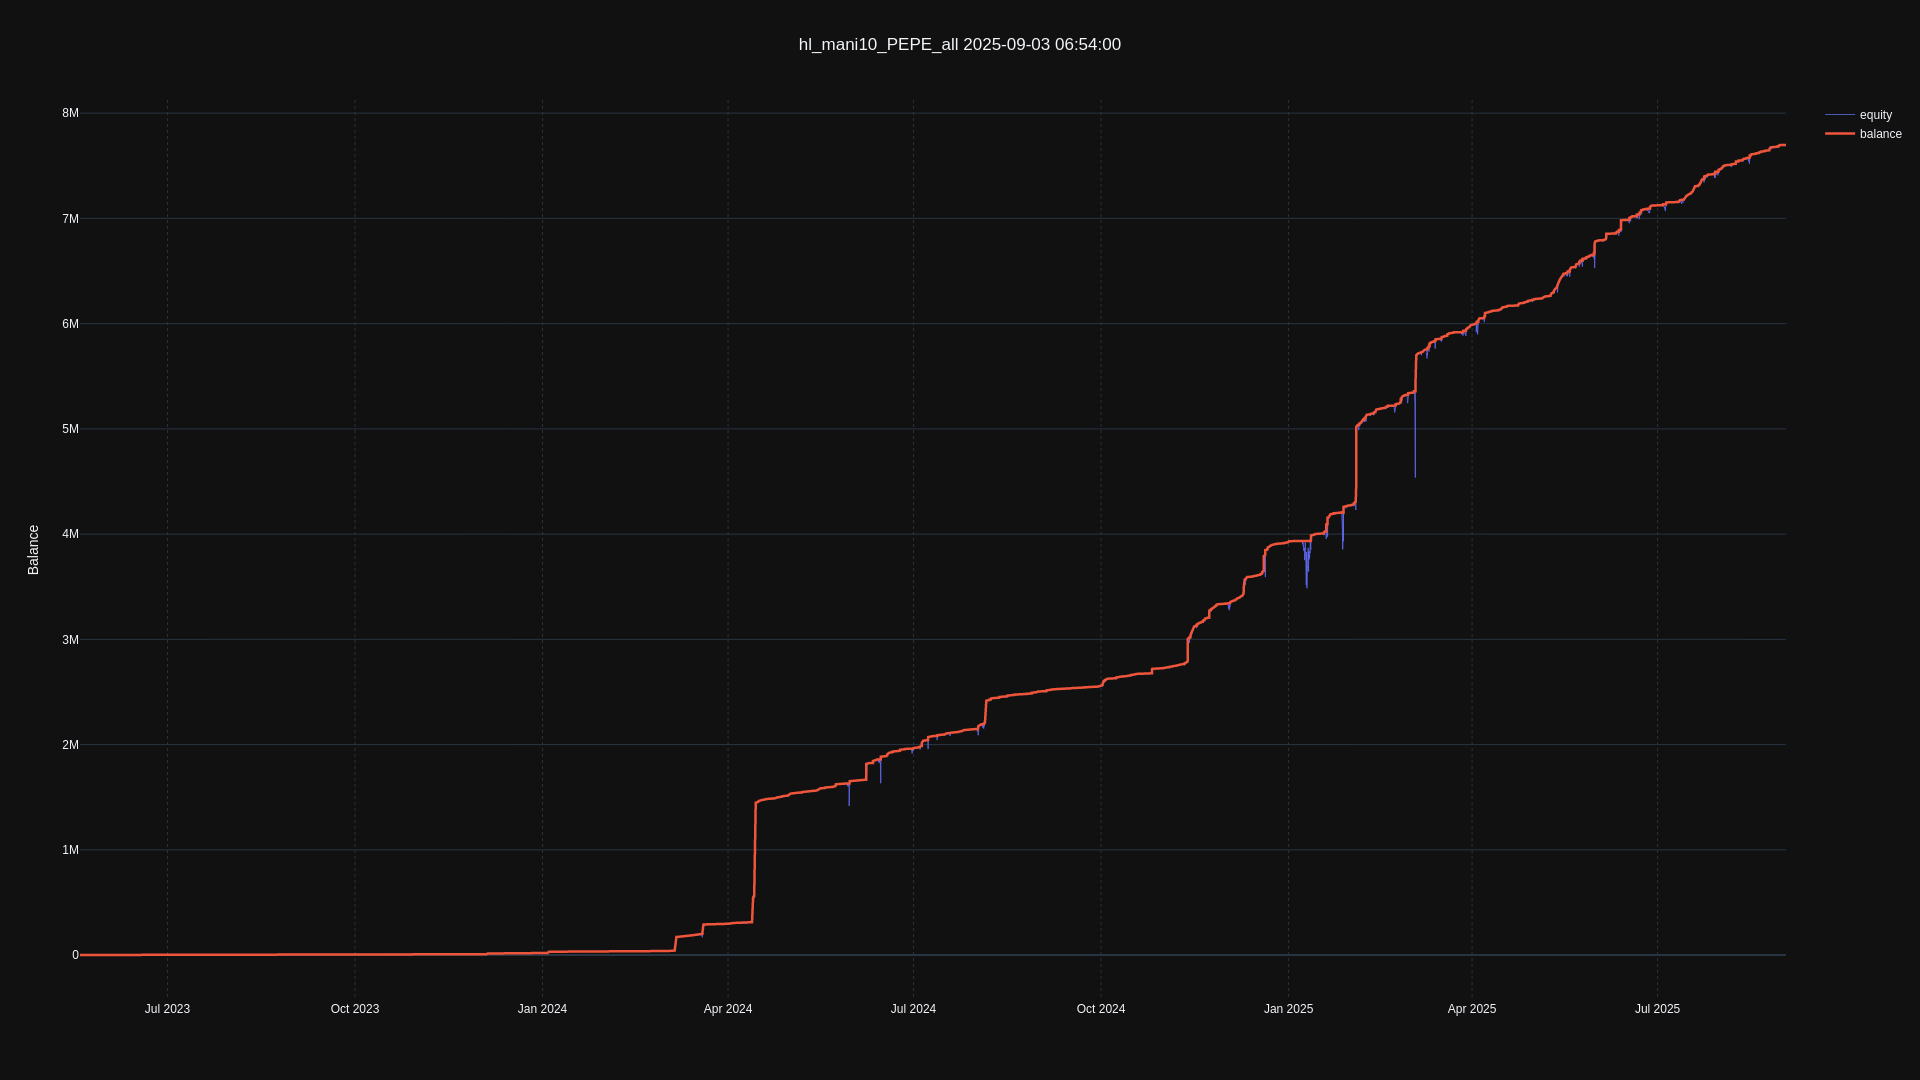 hl_mani10_PEPE_all 2025-09-03 06:54:00
equity
balance
Balance
8M
7M
6M
5M
4M
3M
2M
1M
0
Jul 2023
Oct 2023
Jan 2024
Apr 2024
Jul 2024
Oct 2024
Jan 2025
Apr 2025
Jul 2025